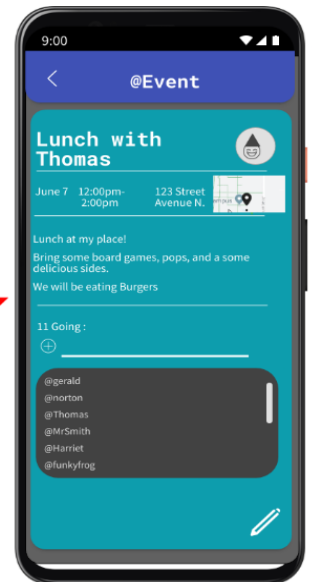 9:00
@Event
Lunch with
Thomas
June 7 12:00pm- 123 Street
2:00pm Avenue N.
Lunch at my place!
Bring some board games, pops, and a some
delicious sides.
We will be eating Burgers
11 Going :
@gerald
@norton
@Thomas
@MrSmith
@Harriet
@funkyfrog